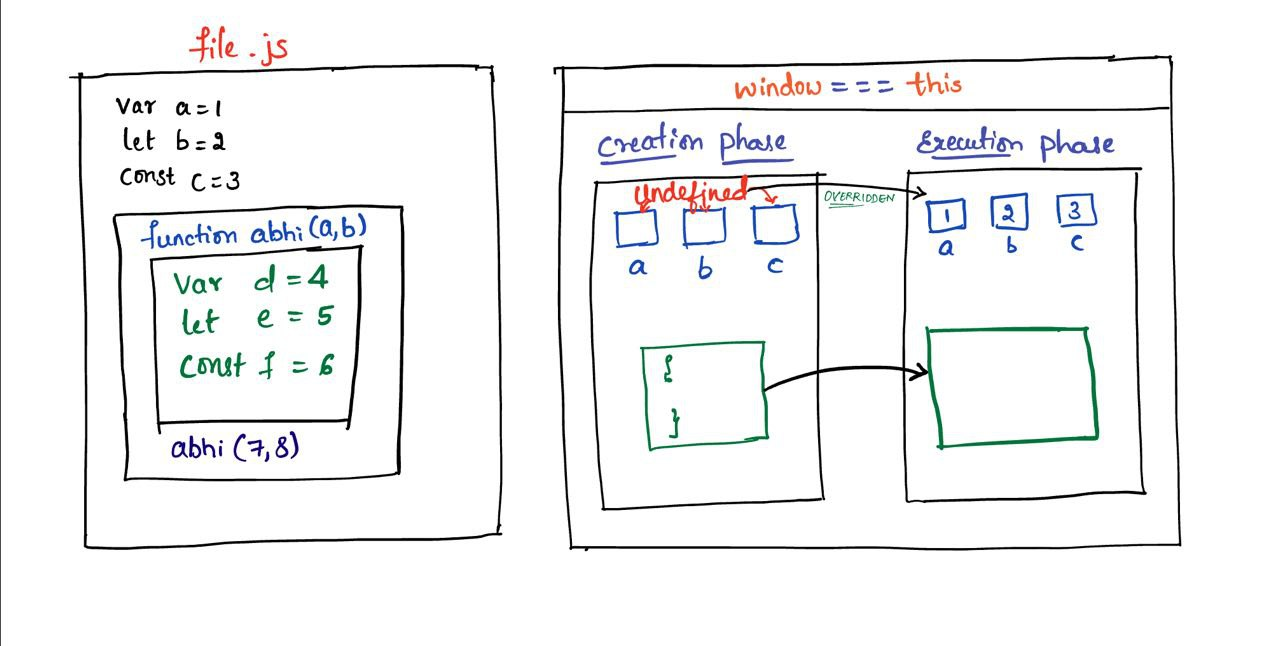 file.js
var a=1
let b=2
const c=3
function abhi(a,b)
var d=4
let e=5
const f=6
abhi(7,8)
window === this
Creation phase
undefined
a b c
{
}
OVERRIDDEN
Execution phase
1 2 3
a b c